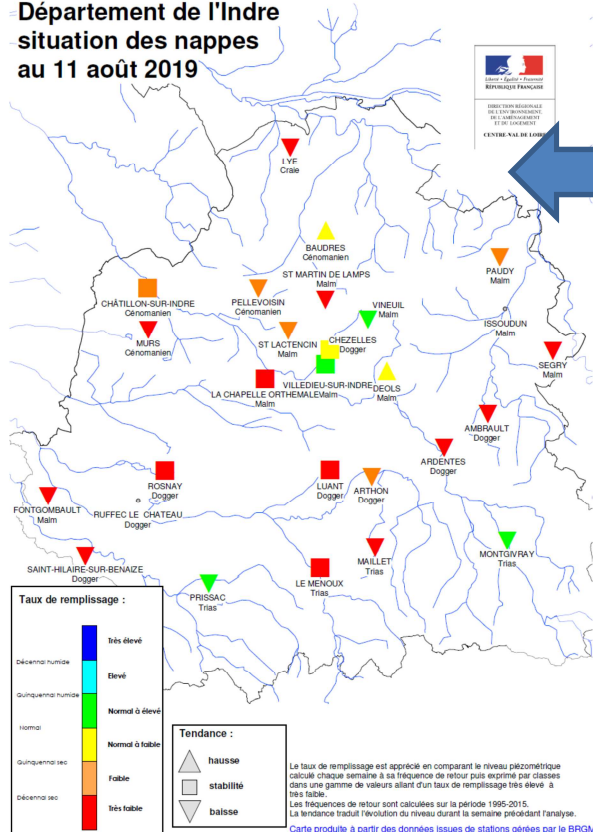 Département de l'Indre
situation des nappes
au 11 août 2019
Liberté • Égalité • Fraternité
RÉPUBLIQUE FRANÇAISE
DIRECTION RÉGIONALE
DE L'ENVIRONNEMENT,
DE L'AMÉNAGEMENT
ET DU LOGEMENT
CENTRE-VAL DE LOIRE
LYE
Craie
BAUDRES
Cénomanien
PAUDY
Malm
ST MARTIN DE LAMPS
Malm
CHÂTILLON-SUR-INDRE
Cénomanien
PELLEVOISIN
Cénomanien
VINEUIL
Malm
ISSOUDUN
Malm
MURS
Cénomanien
ST LACTENCIN
Malm
CHEZELLES
Dogger
SEGRY
Malm
VILLEDIEU-SUR-INDRE
Malm
DEOLS
Malm
LA CHAPELLE ORTHEMALE
Malm
AMBRAULT
Dogger
ARDENTES
Dogger
ROSNAY
Dogger
LUANT
Dogger
ARTHON
Dogger
FONTGOMBAULT
Malm
RUFFEC LE CHATEAU
Dogger
MONTGIVRAY
Trias
MAILLET
Trias
SAINT-HILAIRE-SUR-BENAIZE
Dogger
LE MENOUX
Trias
PRISSAC
Trias
Taux de remplissage :
Très élevé
Décennal humide
Elevé
Quinquennal humide
Normal à élevé
Normal
Normal à faible
Quinquennal sec
Faible
Décennal sec
Très faible
Tendance :
hausse
stabilité
baisse
Le taux de remplissage est apprécié en comparant le niveau piézométrique
calculé chaque semaine à sa fréquence de retour puis exprimé par classes
dans une gamme de valeurs allant d'un taux de remplissage très élevé à
très faible.
Les fréquences de retour sont calculées sur la période 1995-2015.
La tendance traduit l'évolution du niveau durant la semaine précédant l'analyse.
Carte produite à partir des données issues de stations gérées par le BRGM